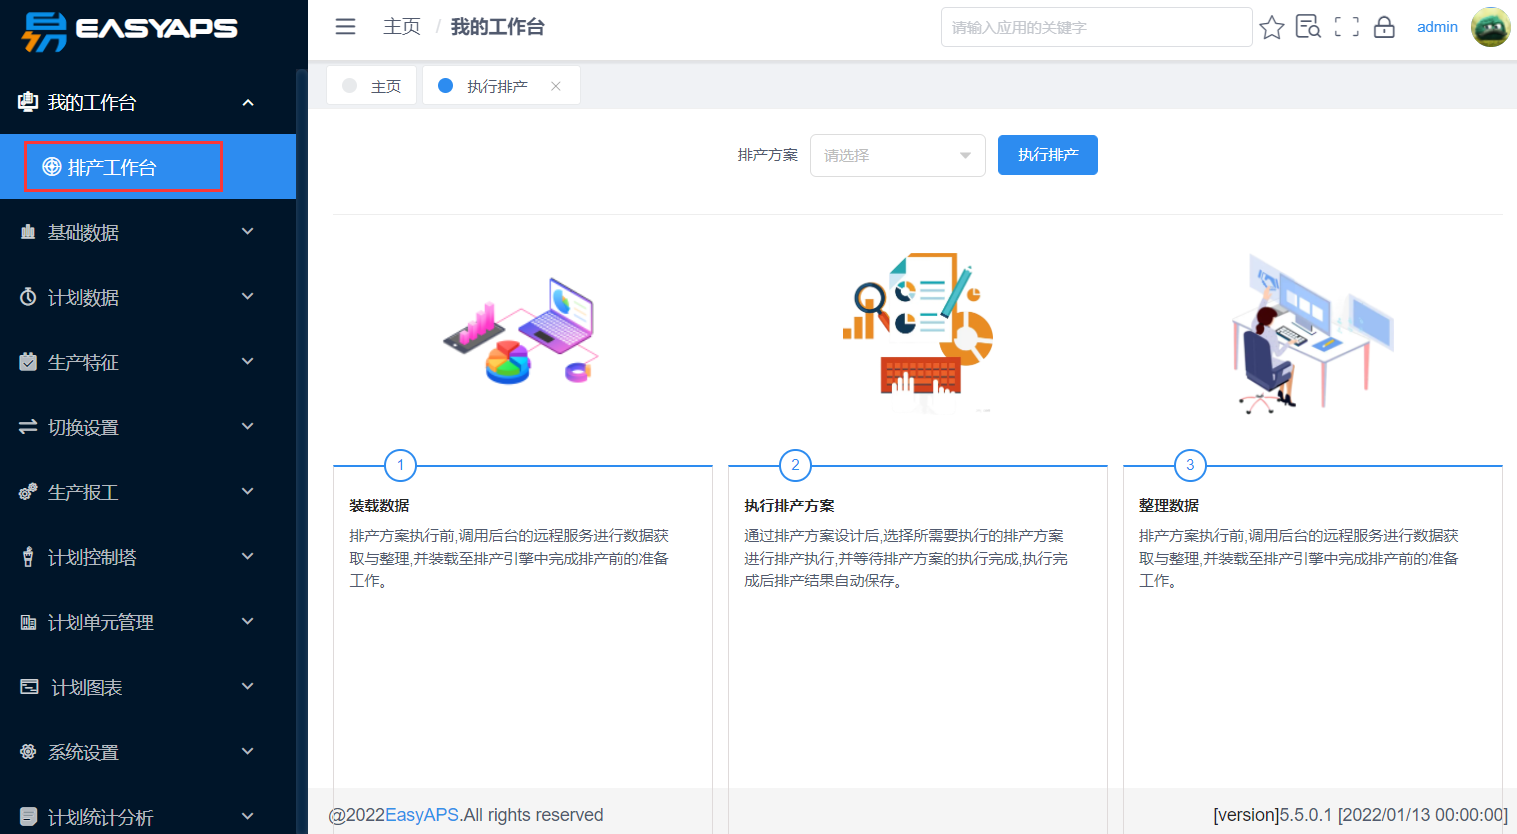 EASYAPS
主页 / 我的工作台
请输入应用的关键字
admin
主页
执行排产
我的工作台
排产工作台
基础数据
计划数据
生产特征
切换设置
生产报工
计划控制塔
计划单元管理
计划图表
系统设置
计划统计分析
排产方案
请选择
执行排产
1
装载数据
排产方案执行前,调用后台的远程服务进行数据获
取与整理,并装载至排产引擎中完成排产前的准备
工作。
2
执行排产方案
通过排产方案设计后,选择所需要执行的排产方案
进行排产执行,并等待排产方案的执行完成,执行完
成后排产结果自动保存。
3
整理数据
排产方案执行前,调用后台的远程服务进行数据获
取与整理,并装载至排产引擎中完成排产前的准备
工作。
@2022EasyAPS.All rights reserved
[version]5.5.0.1 [2022/01/13 00:00:00]